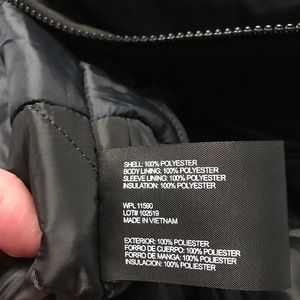 SHELL: 100% POLYESTER
BODY LINING: 100% POLYESTER
SLEEVE LINING: 100% POLYESTER
INSULATION: 100% POLYESTER
WPL 11590
LOT# 102519
MADE IN VIETNAM
EXTERIOR: 100% POLIESTER
FORRO DE CUERPO: 100% POLIESTER
FORRO DE MANGA: 100% POLIESTER
INSULACION: 100% POLIESTER